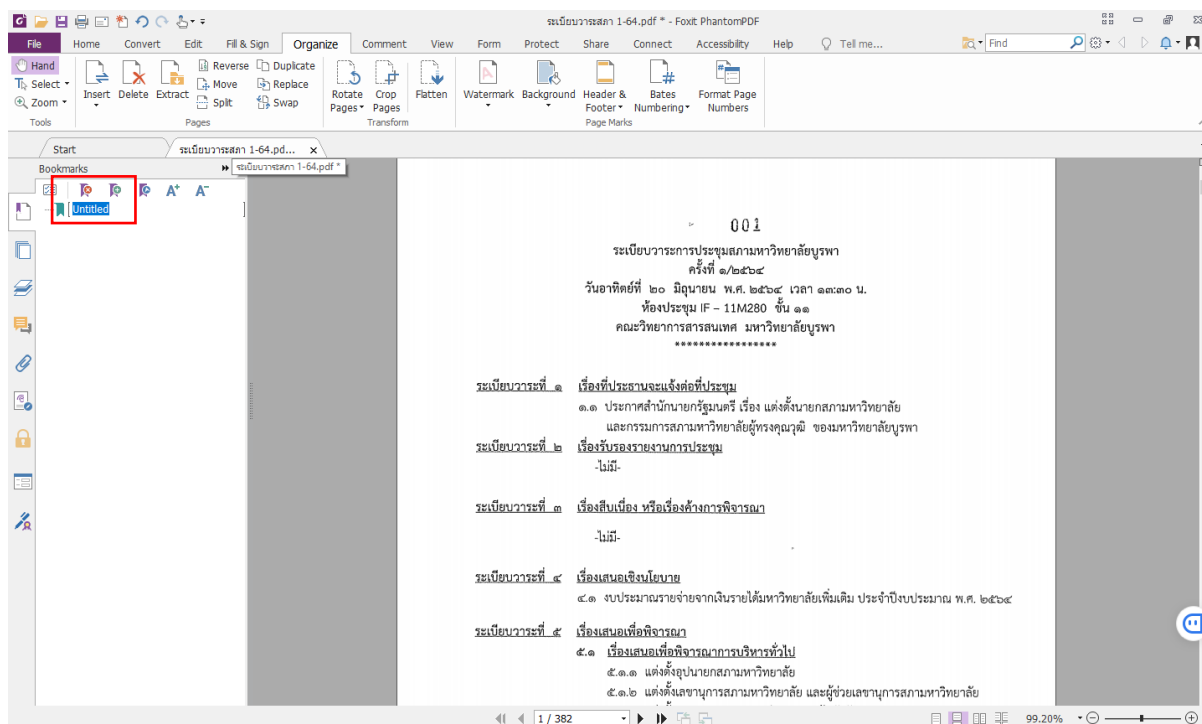 ระเบียบวาระสภา 1-64.pdf * - Foxit PhantomPDF
File Home Convert Edit Fill & Sign Organize Comment View Form Protect Share Connect Accessibility Help Tell me... Find
Hand
Select
Zoom
Tools
Insert Delete Extract
Reverse Duplicate
Move Replace
Split Swap
Pages
Rotate Pages Crop Pages Flatten
Transform
Watermark Background Header & Footer Bates Numbering Format Page Numbers
Page Marks
Start ระเบียบวาระสภา 1-64.pd... x
ระเบียบวาระสภา 1-64.pdf *
Bookmarks
A+ A-
Untitled
001
ระเบียบวาระการประชุมสภามหาวิทยาลัยบูรพา
ครั้งที่ ๑/๒๕๖๔
วันอาทิตย์ที่ ๒๐ มิถุนายน พ.ศ. ๒๕๖๔ เวลา ๑๓:๓๐ น.
ห้องประชุม IF – 11M280 ชั้น ๑๑
คณะวิทยาการสารสนเทศ มหาวิทยาลัยบูรพา
*****************
ระเบียบวาระที่ ๑ เรื่องที่ประธานจะแจ้งต่อที่ประชุม
๑.๑ ประกาศสำนักนายกรัฐมนตรี เรื่อง แต่งตั้งนายกสภามหาวิทยาลัย
และกรรมการสภามหาวิทยาลัยผู้ทรงคุณวุฒิ ของมหาวิทยาลัยบูรพา
ระเบียบวาระที่ ๒ เรื่องรับรองรายงานการประชุม
-ไม่มี-
ระเบียบวาระที่ ๓ เรื่องสืบเนื่อง หรือเรื่องค้างการพิจารณา
-ไม่มี-
ระเบียบวาระที่ ๔ เรื่องเสนอเชิงนโยบาย
๔.๑ งบประมาณรายจ่ายจากเงินรายได้มหาวิทยาลัยเพิ่มเติม ประจำปีงบประมาณ พ.ศ. ๒๕๖๔
ระเบียบวาระที่ ๕ เรื่องเสนอเพื่อพิจารณา
๕.๑ เรื่องเสนอเพื่อพิจารณาการบริหารทั่วไป
๕.๑.๑ แต่งตั้งอุปนายกสภามหาวิทยาลัย
๕.๑.๒ แต่งตั้งเลขานุการสภามหาวิทยาลัย และผู้ช่วยเลขานุการสภามหาวิทยาลัย
1 / 382
99.20%